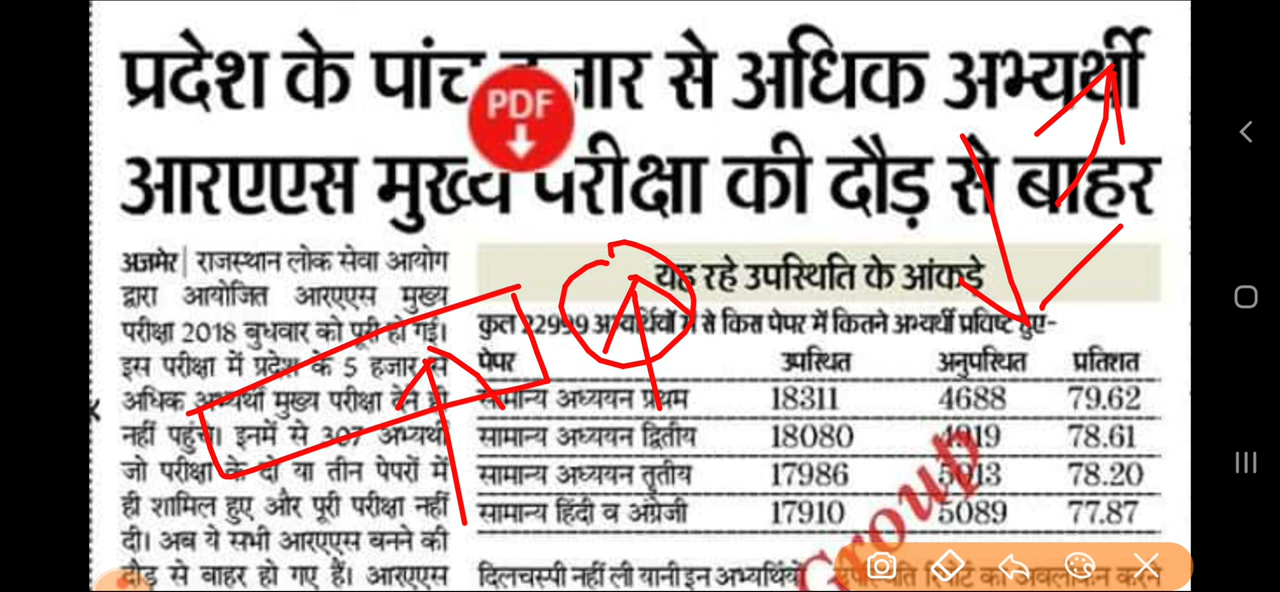 प्रदेश के पांच हजार से अधिक अभ्यर्थी
PDF
आरएएस मुख्य परीक्षा की दौड़ से बाहर
अजमेर | राजस्थान लोक सेवा आयोग
द्वारा आयोजित आरएएस मुख्य
परीक्षा 2018 बुधवार को पूरी हो गई।
इस परीक्षा में प्रदेश के 5 हजार से
अधिक अभ्यर्थी मुख्य परीक्षा देने ही
नहीं पहुंचे। इनमें से 307 अभ्यर्थी
जो परीक्षा के दो या तीन पेपरों में
ही शामिल हुए और पूरी परीक्षा नहीं
दी। अब ये सभी आरएएस बनने की
दौड़ से बाहर हो गए हैं। आरएएस
यह रहे उपस्थिति के आंकड़े
कुल 22999 अभ्यर्थियों में से किस पेपर में कितने अभ्यर्थी प्रविष्ट हुए-
पेपर उपस्थित अनुपस्थित प्रतिशत
सामान्य अध्ययन प्रथम 18311 4688 79.62
सामान्य अध्ययन द्वितीय 18080 4919 78.61
सामान्य अध्ययन तृतीय 17986 5013 78.20
सामान्य हिंदी व अंग्रेजी 17910 5089 77.87
Group
दिलचस्पी नहीं ली यानी इन अभ्यर्थियों का अवलोकन करने